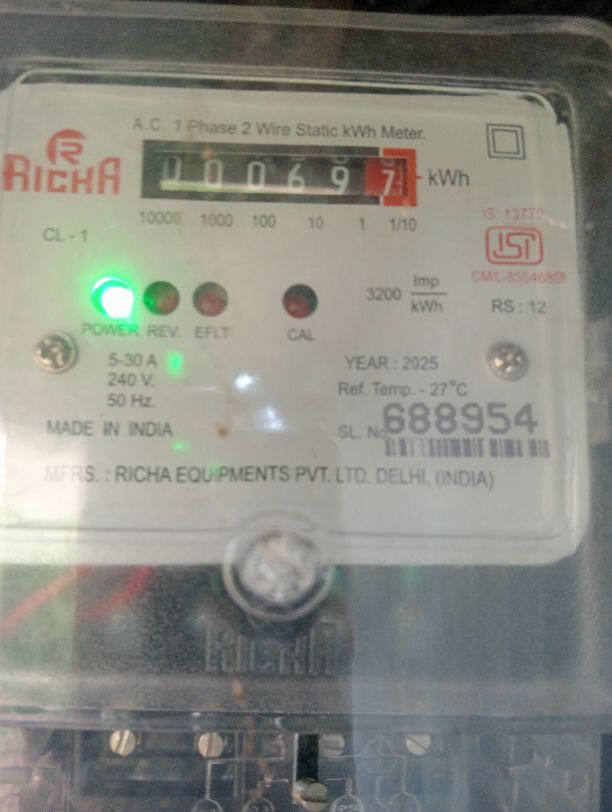 A.C. 1 Phase 2 Wire Static kWh Meter.
R
RICHA
0 0 0 6 9 7 kWh
10000 1000 100 10 1 1/10
CL - 1
IS: 13779
ISI
3200 Imp/kWh
RS : 12
POWER REV. EFLT CAL
5-30 A
240 V.
50 Hz.
YEAR : 2025
Ref. Temp. - 27°C
MADE IN INDIA
SL. No 688954
MFRS. : RICHA EQUIPMENTS PVT. LTD. DELHI, (INDIA)
RICHA